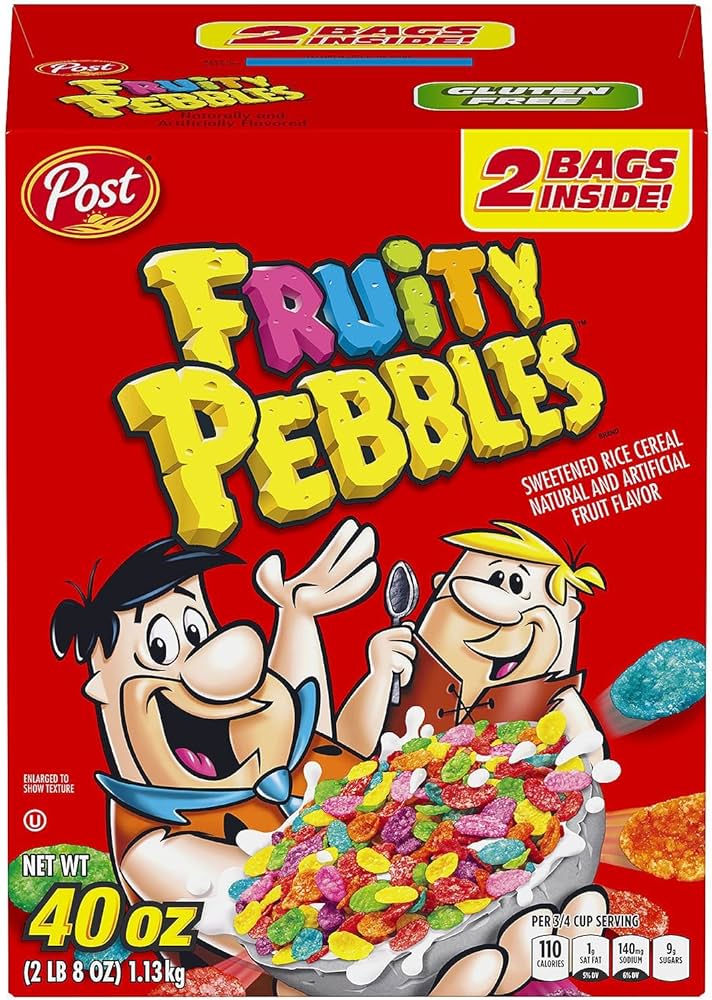 2 BAGS
INSIDE!
Post
FRUiTY
PEBBLES
Naturally and
Artificially Flavored
GLUTEN
FREE
Post
2 BAGS
INSIDE!
FRUiTY
PEBBLES
™
SWEETENED RICE CEREAL
NATURAL AND ARTIFICIAL
FRUIT FLAVOR
ENLARGED TO
SHOW TEXTURE
U
NET WT
40 OZ
(2 LB 8 OZ) 1.13kg
PER 3/4 CUP SERVING
110
CALORIES
1g
SAT FAT
5% DV
140mg
SODIUM
6% DV
9g
SUGARS